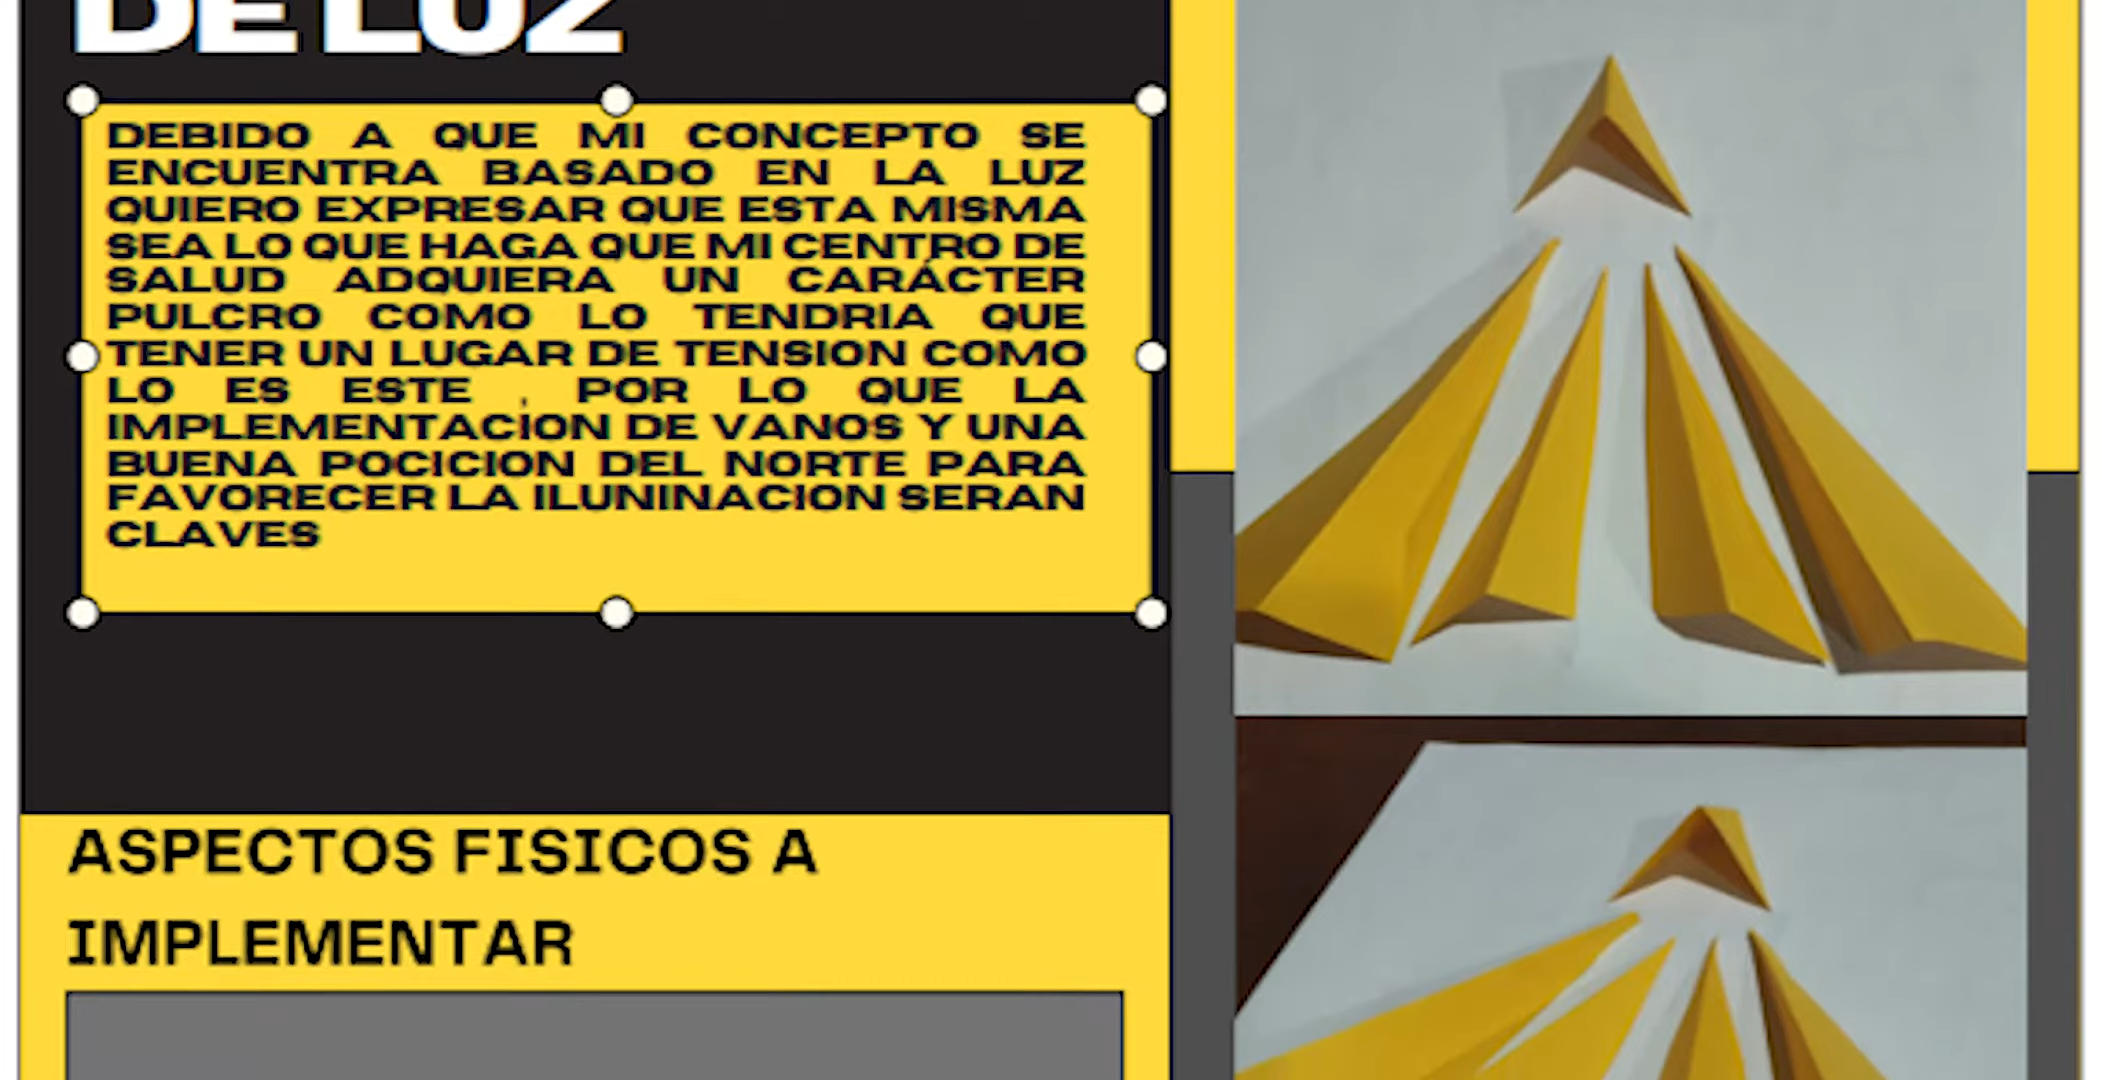 DE LUZ
DEBIDO A QUE MI CONCEPTO SE
ENCUENTRA BASADO EN LA LUZ
QUIERO EXPRESAR QUE ESTA MISMA
SEA LO QUE HAGA QUE MI CENTRO DE
SALUD ADQUIERA UN CARÁCTER
PULCRO COMO LO TENDRIA QUE
TENER UN LUGAR DE TENSION COMO
LO ES ESTE , POR LO QUE LA
IMPLEMENTACION DE VANOS Y UNA
BUENA POCICION DEL NORTE PARA
FAVORECER LA ILUNINACION SERAN
CLAVES
ASPECTOS FISICOS A
IMPLEMENTAR